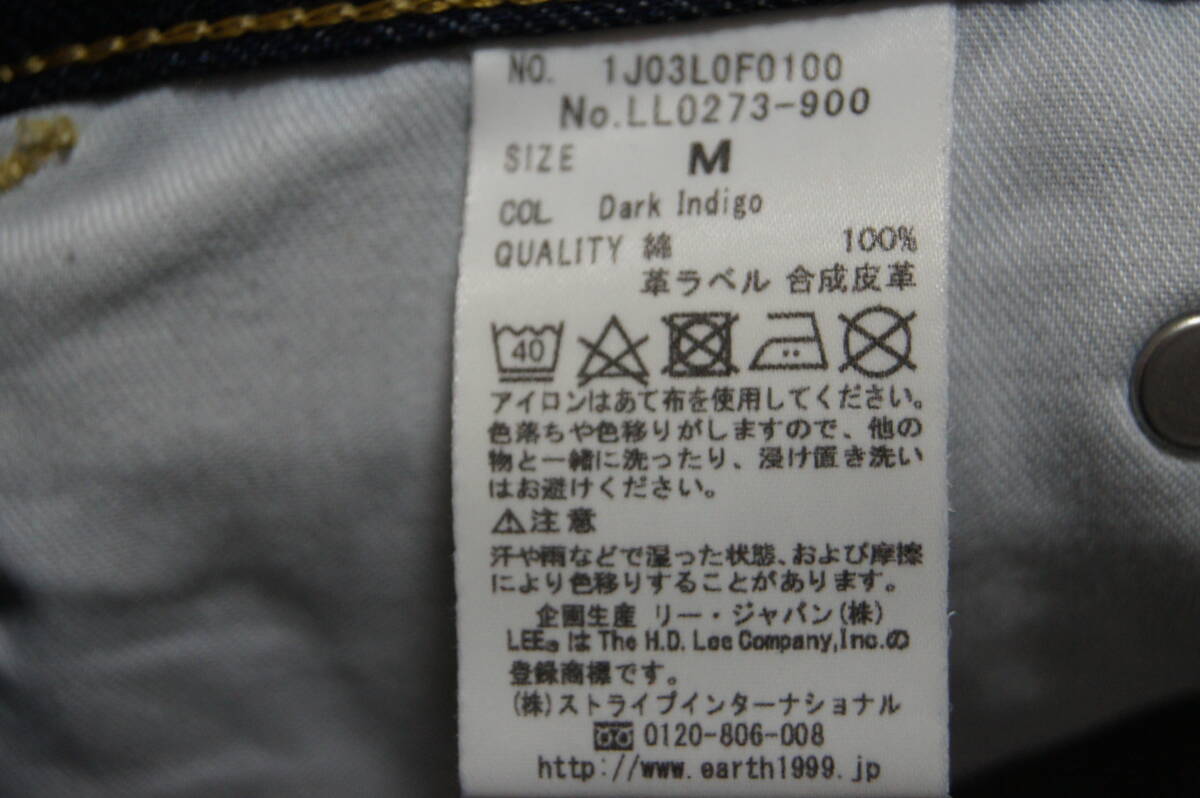 NO. 1J03L0F0100
No.LL0273-900
SIZE M
COL Dark Indigo
QUALITY 綿 100%
革ラベル 合成皮革
40
アイロンはあて布を使用してください。
色落ちや色移りがしますので、他の
物と一緒に洗ったり、浸け置き洗い
はお避けください。
⚠注意
汗や雨などで湿った状態、および摩擦
により色移りすることがあります。
企画生産 リー・ジャパン(株)
LEE® は The H.D. Lee Company,Inc.の
登録商標です。
(株)ストライプインターナショナル
0120-806-008
http://www.earth1999.jp